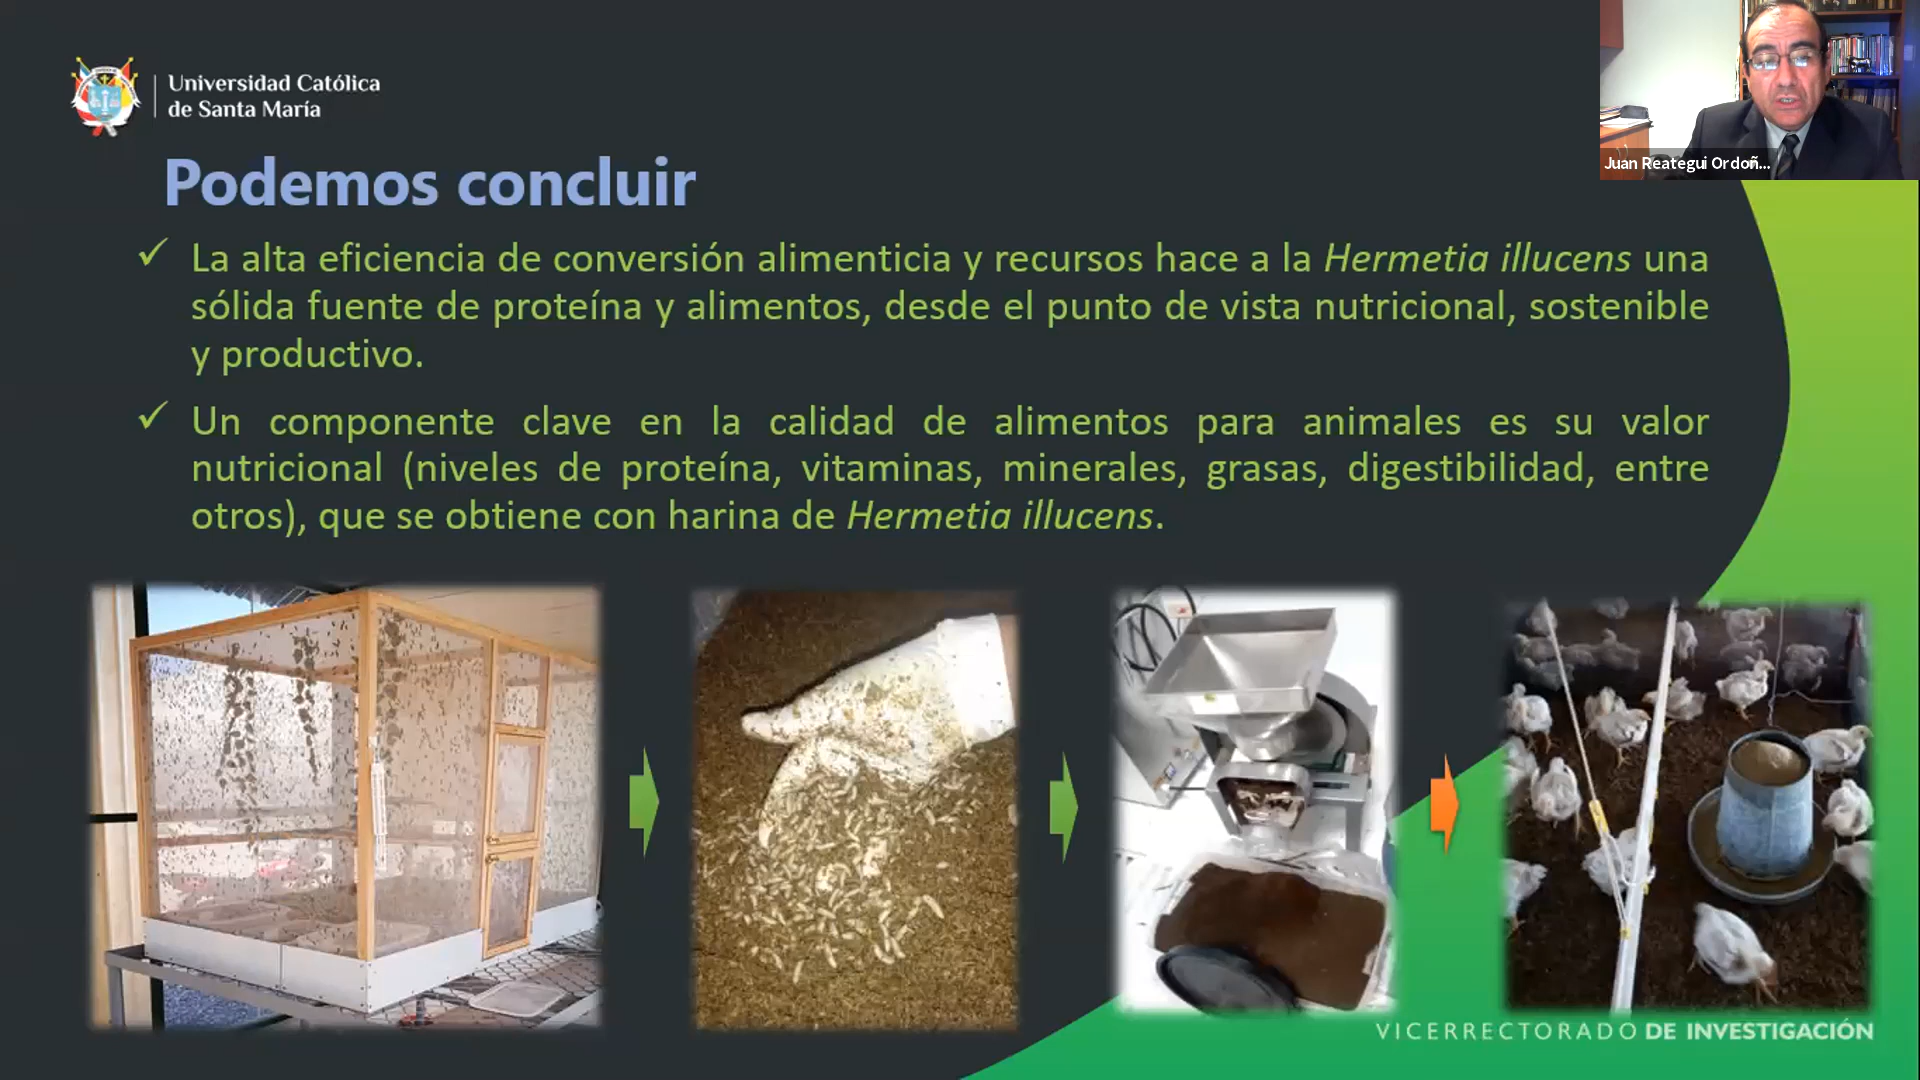 Universidad Católica
de Santa María
Juan Reategui Ordoñ...
Podemos concluir
✓ La alta eficiencia de conversión alimenticia y recursos hace a la Hermetia illucens una
sólida fuente de proteína y alimentos, desde el punto de vista nutricional, sostenible
y productivo.
✓ Un componente clave en la calidad de alimentos para animales es su valor
nutricional (niveles de proteína, vitaminas, minerales, grasas, digestibilidad, entre
otros), que se obtiene con harina de Hermetia illucens.
VICERRECTORADO DE INVESTIGACIÓN